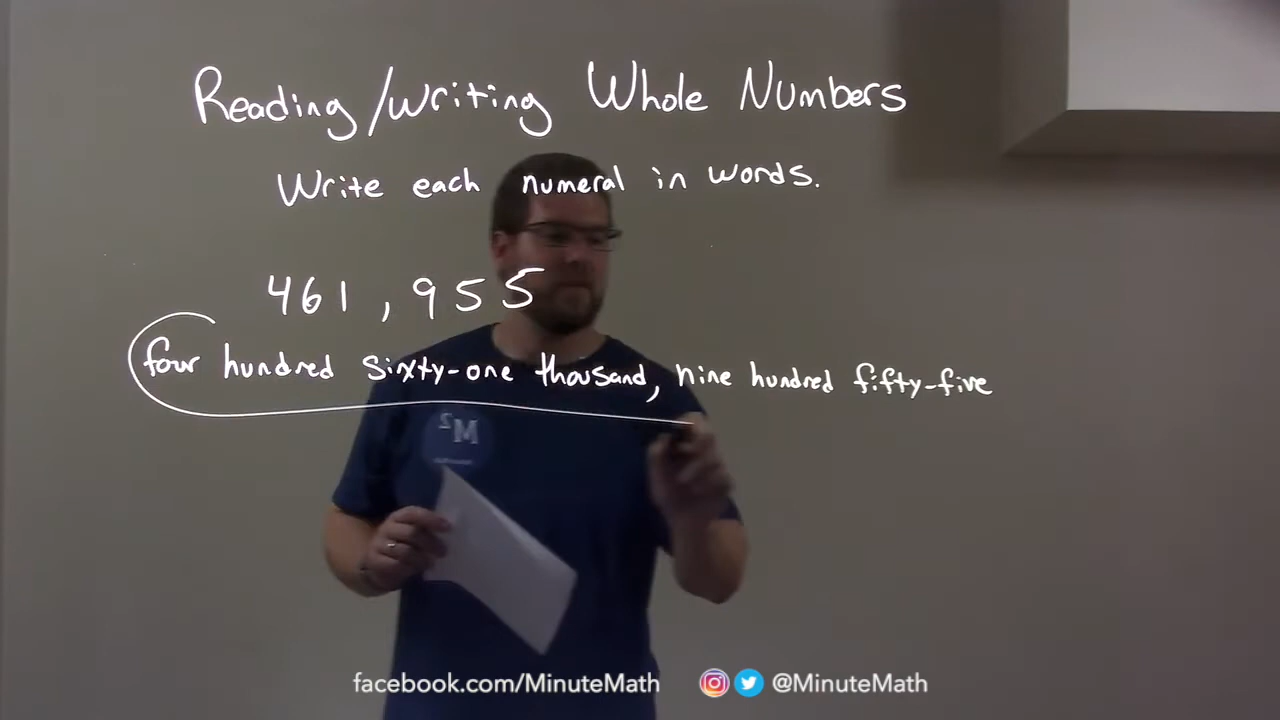 Reading/Writing Whole Numbers
Write each numeral in words.
461,955
four hundred sixty-one thousand, nine hundred fifty-five
M2
facebook.com/MinuteMath @MinuteMath